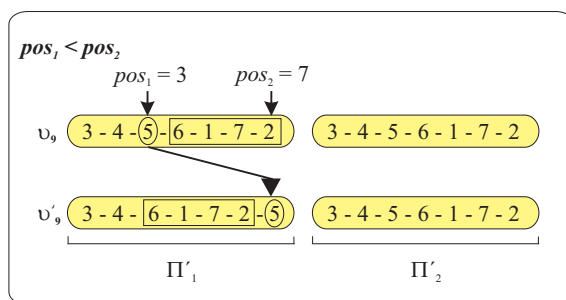 pos₁ < pos₂
pos₁ = 3 pos₂ = 7
υ₉ 3 - 4 - 5 - 6 - 1 - 7 - 2 3 - 4 - 5 - 6 - 1 - 7 - 2
υ′₉ 3 - 4 - 6 - 1 - 7 - 2 - 5 3 - 4 - 5 - 6 - 1 - 7 - 2
Π′₁ Π′₂